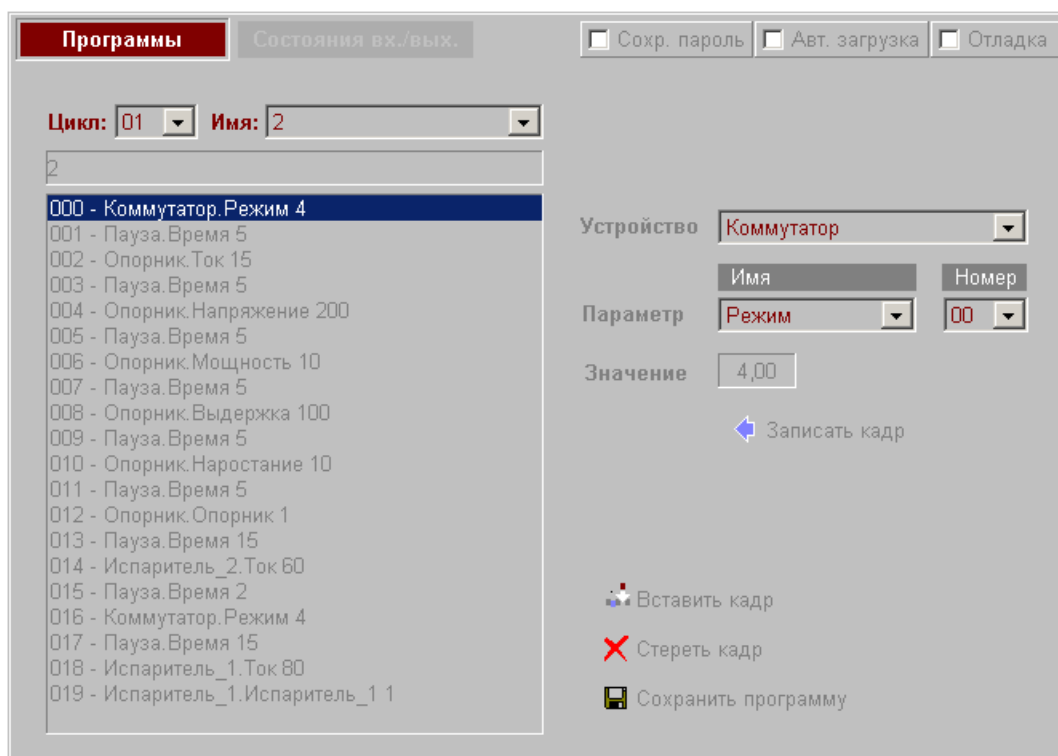 Программы Состояния вх./вых. Сохр. пароль Авт. загрузка Отладка
Цикл: 01 Имя: 2
2
000 - Коммутатор.Режим 4
001 - Пауза.Время 5
002 - Опорник.Ток 15
003 - Пауза.Время 5
004 - Опорник.Напряжение 200
005 - Пауза.Время 5
006 - Опорник.Мощность 10
007 - Пауза.Время 5
008 - Опорник.Выдержка 100
009 - Пауза.Время 5
010 - Опорник.Наростание 10
011 - Пауза.Время 5
012 - Опорник.Опорник 1
013 - Пауза.Время 15
014 - Испаритель_2.Ток 60
015 - Пауза.Время 2
016 - Коммутатор.Режим 4
017 - Пауза.Время 15
018 - Испаритель_1.Ток 80
019 - Испаритель_1.Испаритель_1 1
Устройство Коммутатор
Имя Номер
Параметр Режим 00
Значение 4,00
Записать кадр
Вставить кадр
Стереть кадр
Сохранить программу